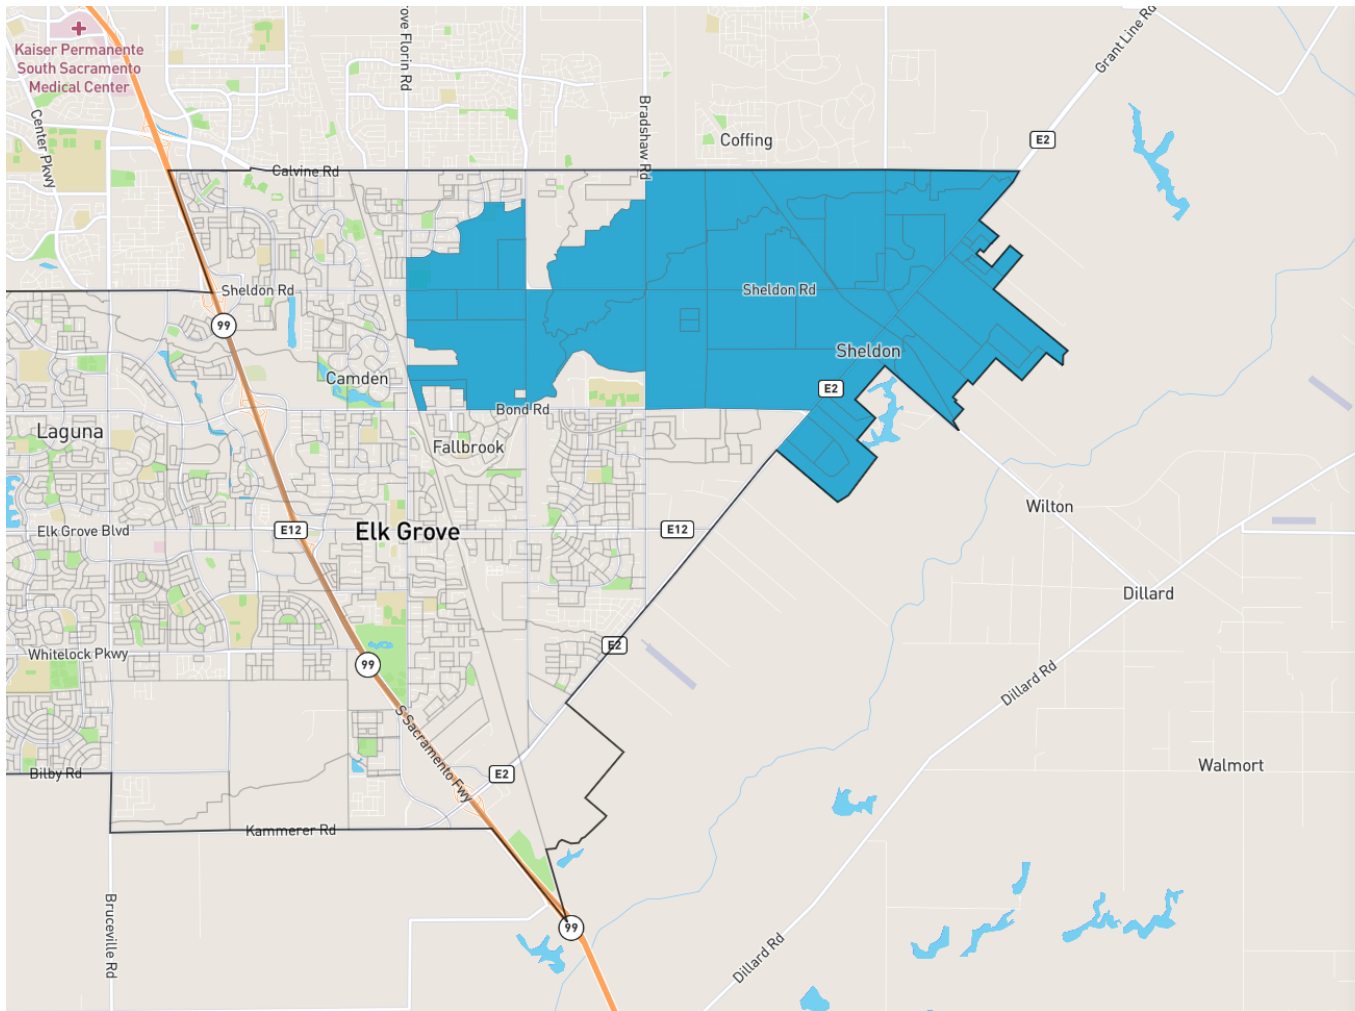 Kaiser Permanente
South Sacramento
Medical Center
ove Florin Rd
Grant Line Rd
Center Pkwy
Bradshaw Rd
Coffing
E2
Calvine Rd
Sheldon Rd
Sheldon Rd
99
Sheldon
Camden
E2
Bond Rd
Laguna
Fallbrook
Wilton
Elk Grove Blvd
E12
Elk Grove
E12
Dillard
Whitelock Pkwy
E2
99
Dillard Rd
S Sacramento Fwy
Bilby Rd
E2
Walmort
Kammerer Rd
Bruceville Rd
99
Dillard Rd